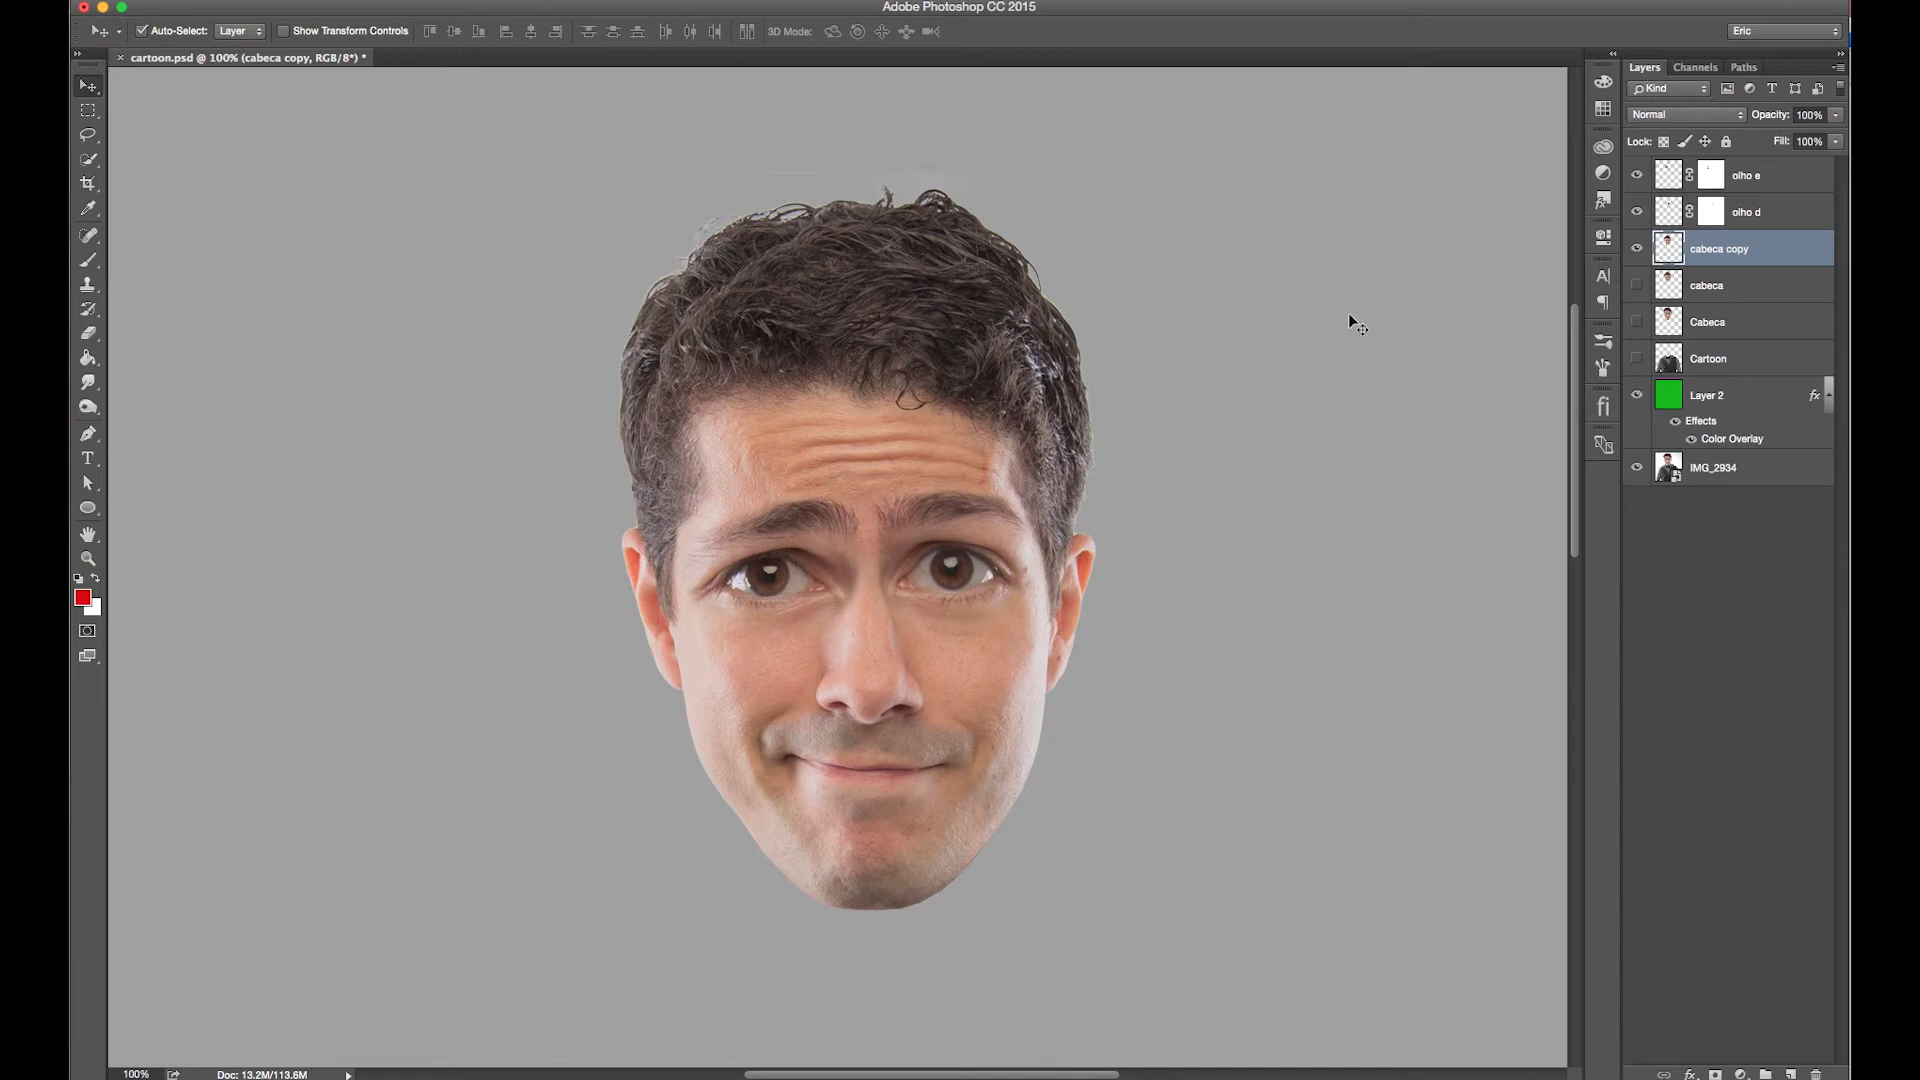 Adobe Photoshop CC 2015
Auto-Select: Layer Show Transform Controls 3D Mode: Eric
cartoon.psd @ 100% (cabeca copy, RGB/8*) *
Layers Channels Paths
Kind
Normal Opacity: 100%
Lock: Fill: 100%
olho e
olho d
cabeca copy
cabeca
Cabeca
Cartoon
Layer 2 fx
Effects
Color Overlay
IMG_2934
100% Doc: 13.2M/113.6M